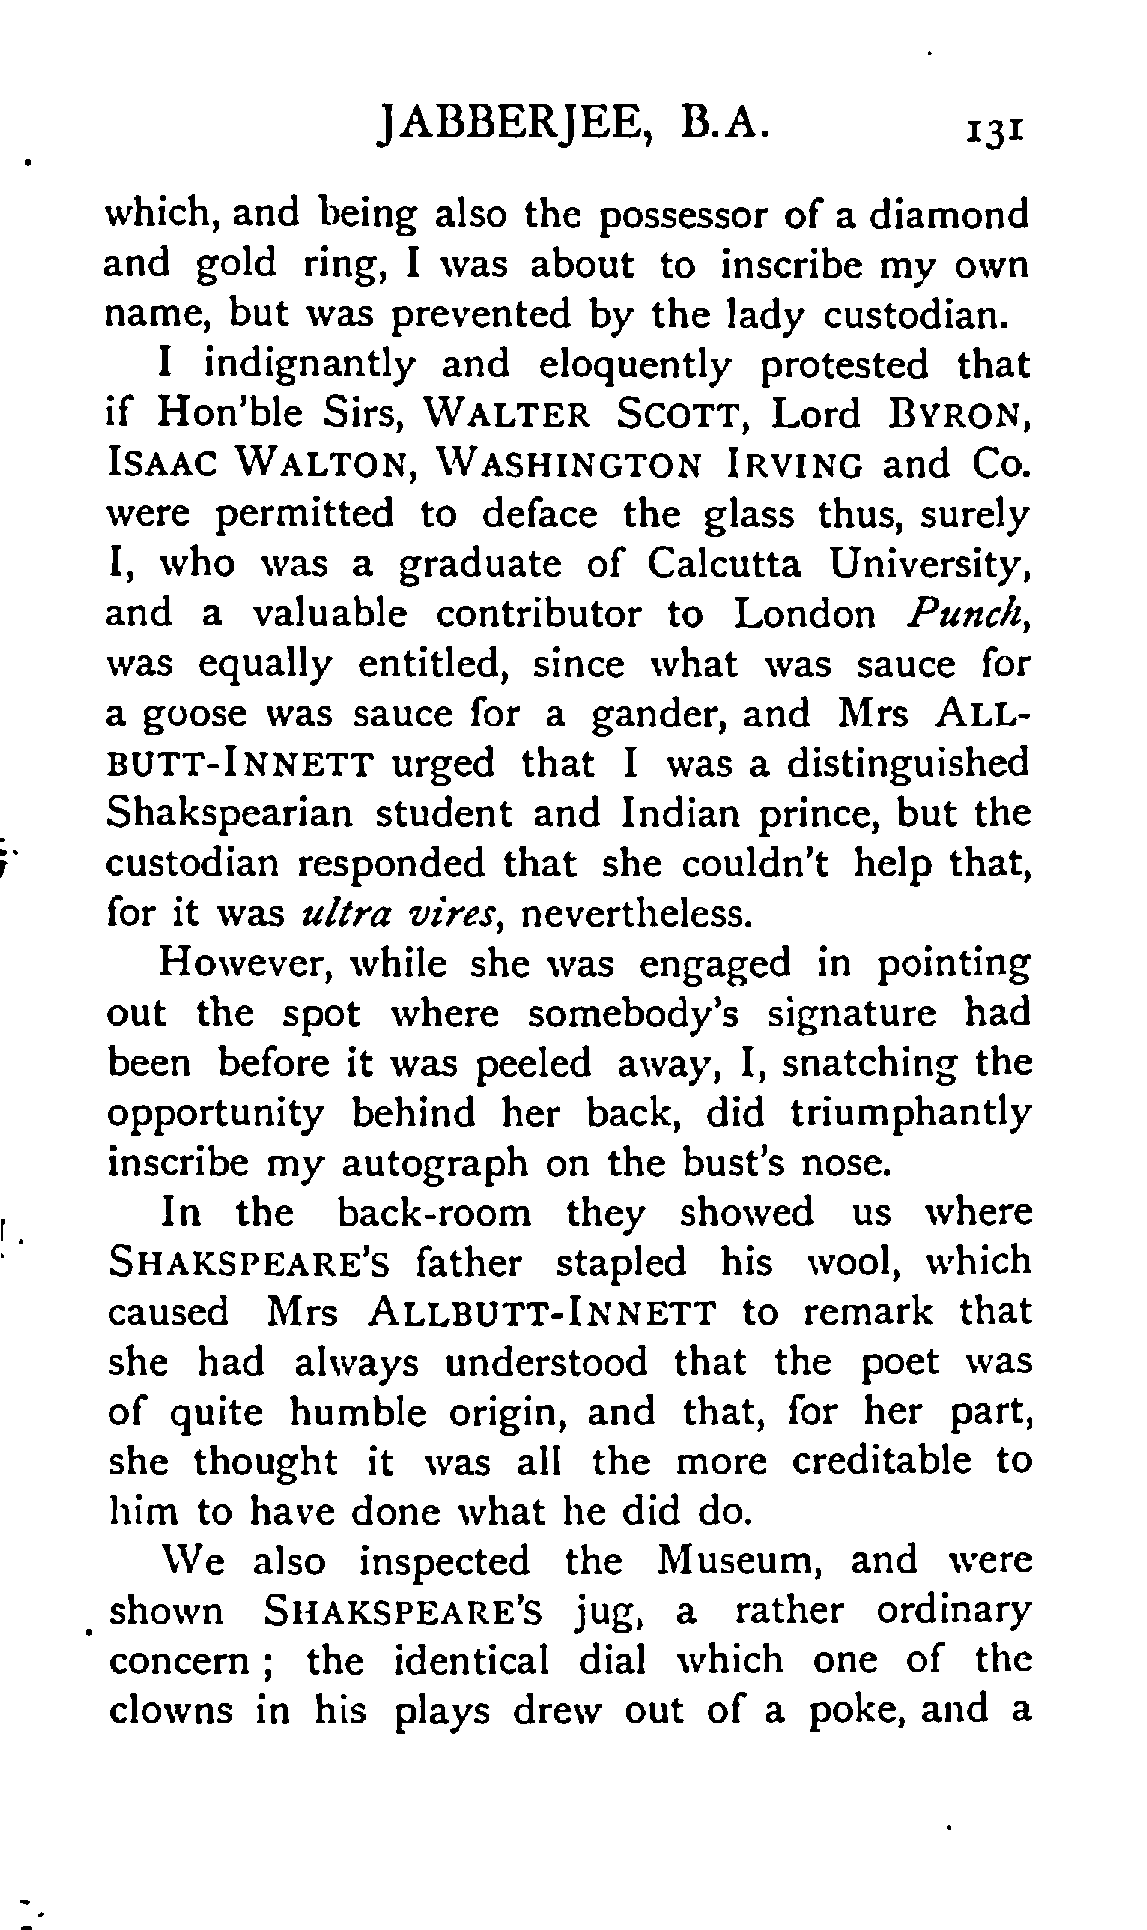 JABBERJEE, B.A. 131
which, and being also the possessor of a diamond
and gold ring, I was about to inscribe my own
name, but was prevented by the lady custodian.
I indignantly and eloquently protested that
if Hon'ble Sirs, WALTER SCOTT, Lord BYRON,
ISAAC WALTON, WASHINGTON IRVING and Co.
were permitted to deface the glass thus, surely
I, who was a graduate of Calcutta University,
and a valuable contributor to London Punch,
was equally entitled, since what was sauce for
a goose was sauce for a gander, and Mrs ALL-
BUTT-INNETT urged that I was a distinguished
Shakspearian student and Indian prince, but the
custodian responded that she couldn't help that,
for it was ultra vires, nevertheless.
However, while she was engaged in pointing
out the spot where somebody's signature had
been before it was peeled away, I, snatching the
opportunity behind her back, did triumphantly
inscribe my autograph on the bust's nose.
In the back-room they showed us where
SHAKSPEARE'S father stapled his wool, which
caused Mrs ALLBUTT-INNETT to remark that
she had always understood that the poet was
of quite humble origin, and that, for her part,
she thought it was all the more creditable to
him to have done what he did do.
We also inspected the Museum, and were
shown SHAKSPEARE'S jug, a rather ordinary
concern ; the identical dial which one of the
clowns in his plays drew out of a poke, and a